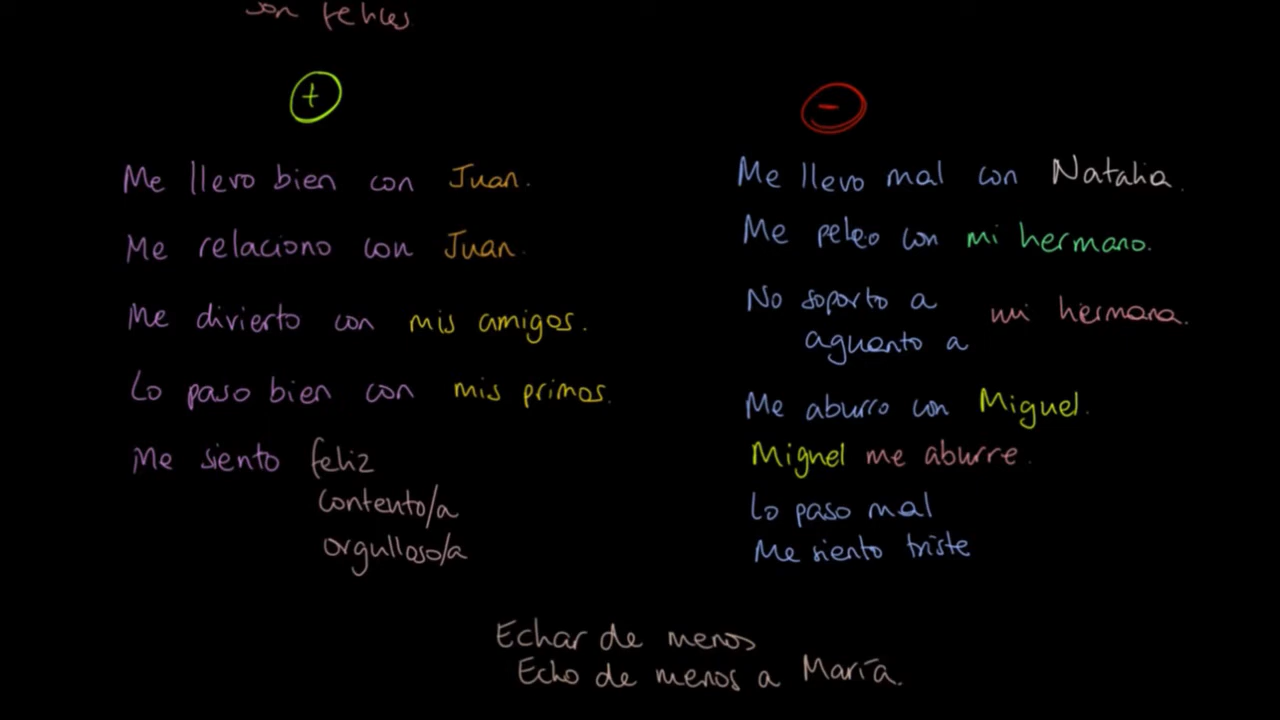 son felices
+
Me llevo bien con Juan.
Me relaciono con Juan.
Me divierto con mis amigos.
Lo paso bien con mis primos.
Me siento feliz
contento/a
orgulloso/a
-
Me llevo mal con Natalia.
Me peleo con mi hermano.
No soporto a mi hermana.
aguanto a
Me aburro con Miguel.
Miguel me aburre.
Lo paso mal
Me siento triste
Echar de menos
Echo de menos a María.